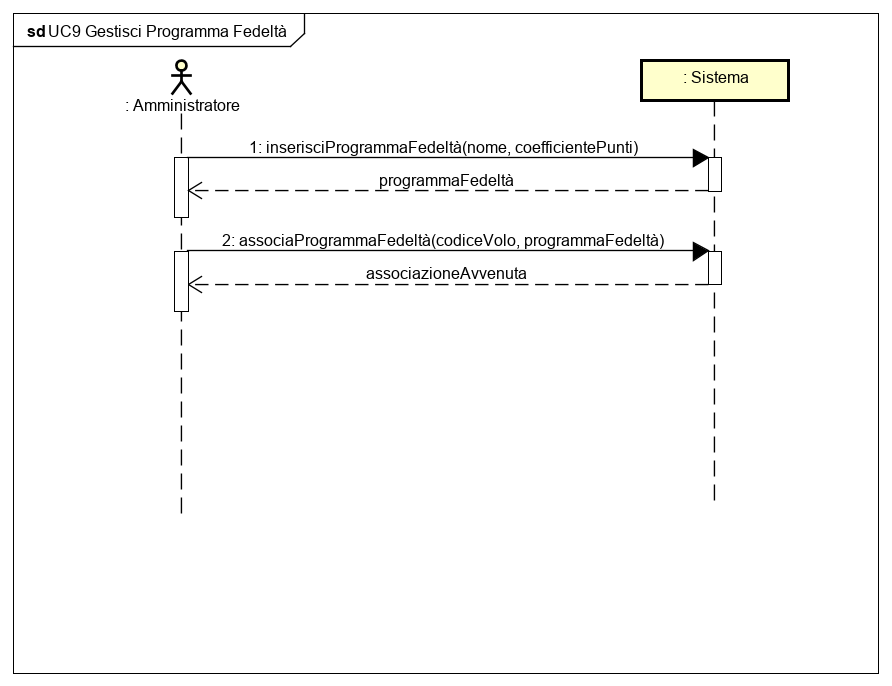 sd UC9 Gestisci Programma Fedeltà
: Amministratore
: Sistema
1: inserisciProgrammaFedeltà(nome, coefficientePunti)
programmaFedeltà
2: associaProgrammaFedeltà(codiceVolo, programmaFedeltà)
associazioneAvvenuta